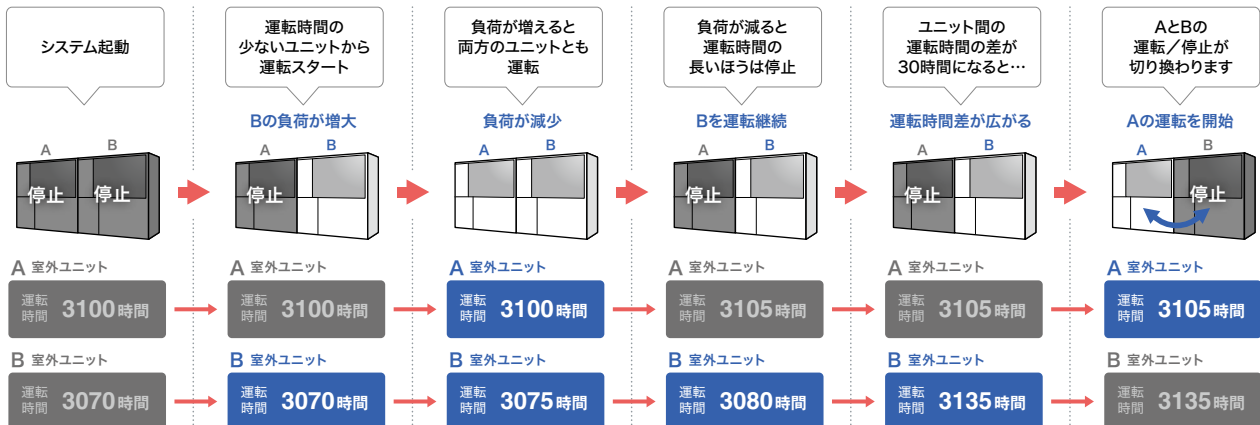 システム起動
運転時間の
少ないユニットから
運転スタート
負荷が増えると
両方のユニットとも
運転
負荷が減ると
運転時間の
長いほうは停止
ユニット間の
運転時間の差が
30時間になると…
AとBの
運転／停止が
切り換わります
Bの負荷が増大
負荷が減少
Bを運転継続
運転時間差が広がる
Aの運転を開始
A B
停止 停止
A B
停止
A B
A B
停止
A B
停止
A B
停止
A 室外ユニット
運転時間 3100時間
A 室外ユニット
運転時間 3100時間
A 室外ユニット
運転時間 3100時間
A 室外ユニット
運転時間 3105時間
A 室外ユニット
運転時間 3105時間
A 室外ユニット
運転時間 3105時間
B 室外ユニット
運転時間 3070時間
B 室外ユニット
運転時間 3070時間
B 室外ユニット
運転時間 3075時間
B 室外ユニット
運転時間 3080時間
B 室外ユニット
運転時間 3135時間
B 室外ユニット
運転時間 3135時間